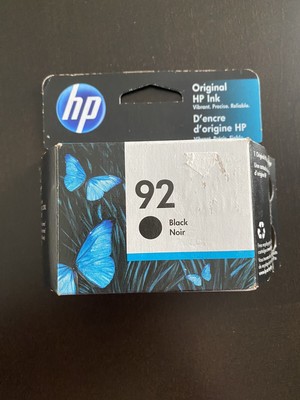 hp
Original
HP Ink
Vibrant. Precise. Reliable.
D'encre
d'origine HP
92
Black
Noir